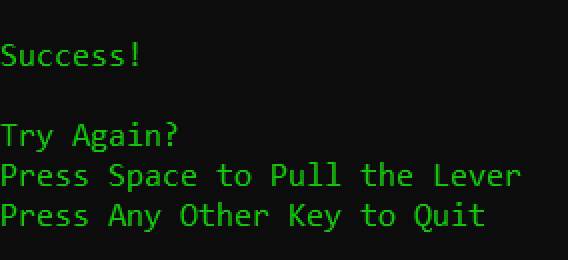 Success!
Try Again?
Press Space to Pull the Lever
Press Any Other Key to Quit